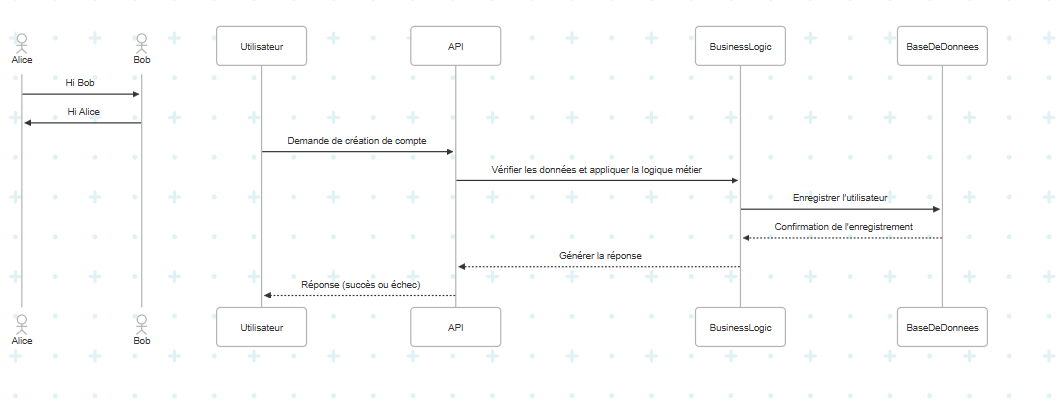 Alice
Bob
Utilisateur
API
BusinessLogic
BaseDeDonnees
Hi Bob
Hi Alice
Demande de création de compte
Vérifier les données et appliquer la logique métier
Enregistrer l'utilisateur
Confirmation de l'enregistrement
Générer la réponse
Réponse (succès ou échec)
Alice
Bob
Utilisateur
API
BusinessLogic
BaseDeDonnees